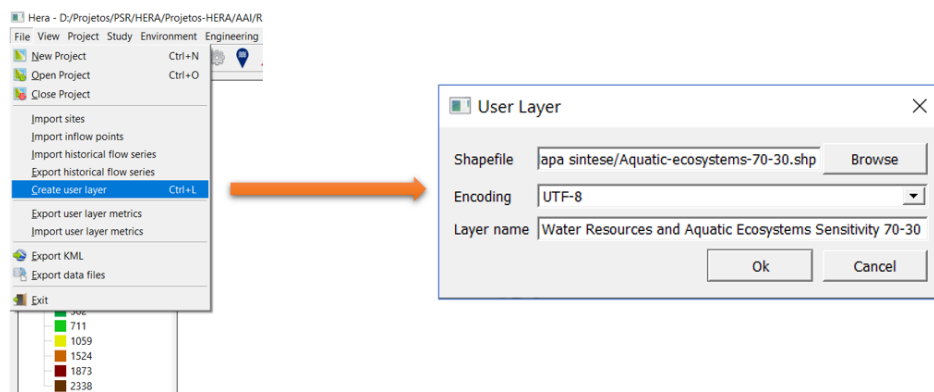 Hera - D:/Projetos/PSR/HERA/Projetos-HERA/AAI/R
File View Project Study Environment Engineering
New Project Ctrl+N
Open Project Ctrl+O
Close Project
Import sites
Import inflow points
Import historical flow series
Export historical flow series
Create user layer Ctrl+L
Export user layer metrics
Import user layer metrics
Export KML
Export data files
Exit
711
1059
1524
1873
2338
User Layer
Shapefile apa sintese/Aquatic-ecosystems-70-30.shp Browse
Encoding UTF-8
Layer name Water Resources and Aquatic Ecosystems Sensitivity 70-30
Ok Cancel